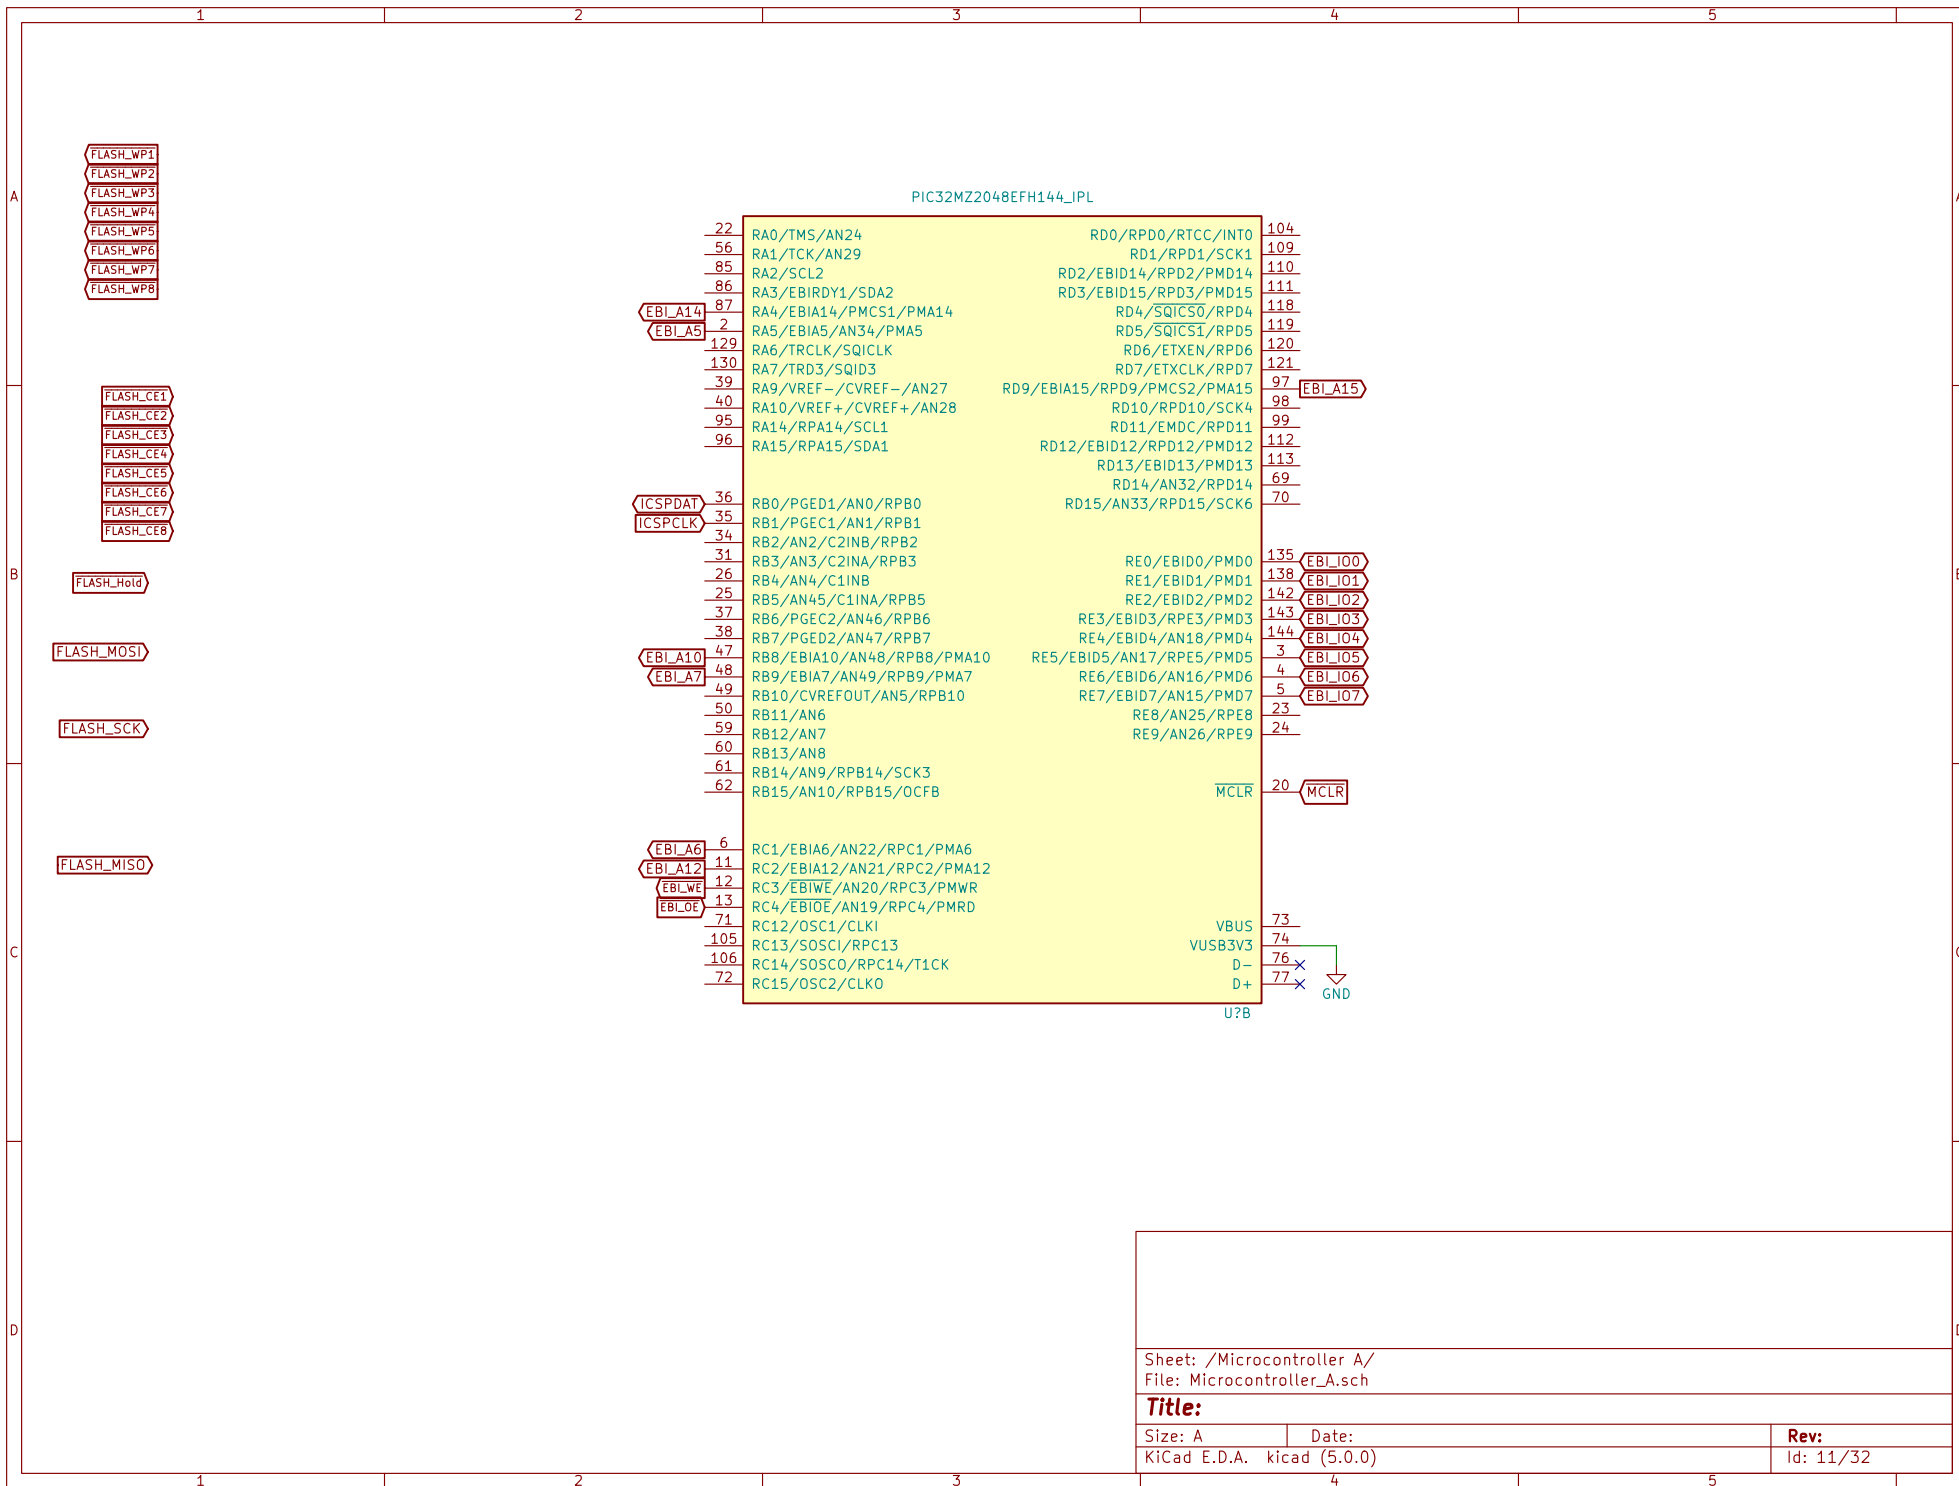 1 2 3 4 5
FLASH_WP1
FLASH_WP2
FLASH_WP3
FLASH_WP4
FLASH_WP5
FLASH_WP6
FLASH_WP7
FLASH_WP8
A
FLASH_CE1
FLASH_CE2
FLASH_CE3
FLASH_CE4
FLASH_CE5
FLASH_CE6
FLASH_CE7
FLASH_CE8
B
FLASH_Hold
FLASH_MOSI
FLASH_SCK
FLASH_MISO
C
D
PIC32MZ2048EFH144_IPL
22 RA0/TMS/AN24
56 RA1/TCK/AN29
85 RA2/SCL2
86 RA3/EBIRDY1/SDA2
EBI_A14 87 RA4/EBIA14/PMCS1/PMA14
EBI_A5 2 RA5/EBIA5/AN34/PMA5
129 RA6/TRCLK/SQICLK
130 RA7/TRD3/SQID3
39 RA9/VREF-/CVREF-/AN27
40 RA10/VREF+/CVREF+/AN28
95 RA14/RPA14/SCL1
96 RA15/RPA15/SDA1
ICSPDAT 36 RB0/PGED1/AN0/RPB0
ICSPCLK 35 RB1/PGEC1/AN1/RPB1
34 RB2/AN2/C2INB/RPB2
31 RB3/AN3/C2INA/RPB3
26 RB4/AN4/C1INB
25 RB5/AN45/C1INA/RPB5
37 RB6/PGEC2/AN46/RPB6
38 RB7/PGED2/AN47/RPB7
EBI_A10 47 RB8/EBIA10/AN48/RPB8/PMA10
EBI_A7 48 RB9/EBIA7/AN49/RPB9/PMA7
49 RB10/CVREFOUT/AN5/RPB10
50 RB11/AN6
59 RB12/AN7
60 RB13/AN8
61 RB14/AN9/RPB14/SCK3
62 RB15/AN10/RPB15/OCFB
EBI_A6 6 RC1/EBIA6/AN22/RPC1/PMA6
EBI_A12 11 RC2/EBIA12/AN21/RPC2/PMA12
EBI_WE 12 RC3/EBIWE/AN20/RPC3/PMWR
EBI_OE 13 RC4/EBIOE/AN19/RPC4/PMRD
71 RC12/OSC1/CLKI
105 RC13/SOSCI/RPC13
106 RC14/SOSCO/RPC14/T1CK
72 RC15/OSC2/CLKO
RD0/RPD0/RTCC/INT0 104
RD1/RPD1/SCK1 109
RD2/EBID14/RPD2/PMD14 110
RD3/EBID15/RPD3/PMD15 111
RD4/SQICS0/RPD4 118
RD5/SQICS1/RPD5 119
RD6/ETXEN/RPD6 120
RD7/ETXCLK/RPD7 121
RD9/EBIA15/RPD9/PMCS2/PMA15 97 EBI_A15
RD10/RPD10/SCK4 98
RD11/EMDC/RPD11 99
RD12/EBID12/RPD12/PMD12 112
RD13/EBID13/PMD13 113
RD14/AN32/RPD14 69
RD15/AN33/RPD15/SCK6 70
RE0/EBID0/PMD0 135 EBI_IO0
RE1/EBID1/PMD1 138 EBI_IO1
RE2/EBID2/PMD2 142 EBI_IO2
RE3/EBID3/RPE3/PMD3 143 EBI_IO3
RE4/EBID4/AN18/PMD4 144 EBI_IO4
RE5/EBID5/AN17/RPE5/PMD5 3 EBI_IO5
RE6/EBID6/AN16/PMD6 4 EBI_IO6
RE7/EBID7/AN15/PMD7 5 EBI_IO7
RE8/AN25/RPE8 23
RE9/AN26/RPE9 24
MCLR 20 MCLR
VBUS 73
VUSB3V3 74
D- 76
D+ 77
GND
U?B
Sheet: /Microcontroller A/
File: Microcontroller_A.sch
Title:
Size: A Date: Rev:
KiCad E.D.A. kicad (5.0.0) Id: 11/32
1 2 3 4 5